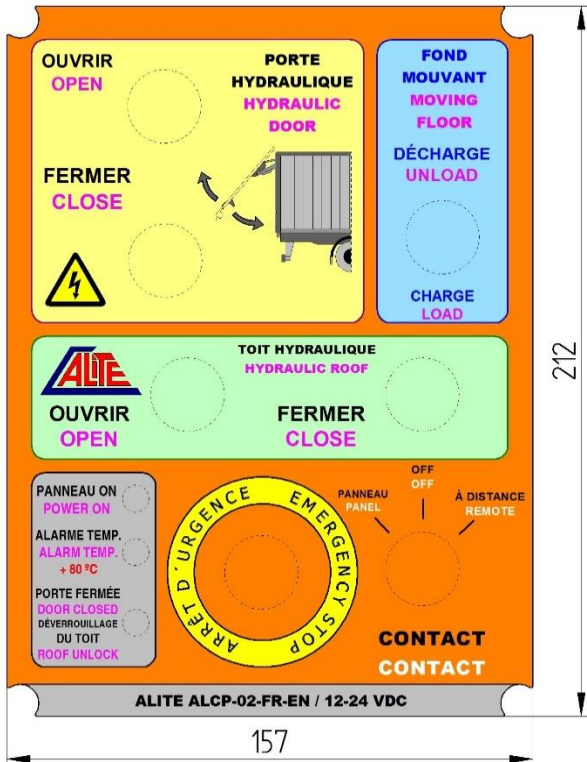 OUVRIR
OPEN
PORTE
HYDRAULIQUE
HYDRAULIC
DOOR
FERMER
CLOSE
FOND
MOUVANT
MOVING
FLOOR
DÉCHARGE
UNLOAD
CHARGE
LOAD
212
ALITE
TOIT HYDRAULIQUE
HYDRAULIC ROOF
OUVRIR
OPEN
FERMER
CLOSE
PANNEAU ON
POWER ON
ALARME TEMP.
ALARM TEMP.
+ 80 ºC
PORTE FERMÉE
DOOR CLOSED
DÉVERROUILLAGE
DU TOIT
ROOF UNLOCK
ARRÉT D'URGENCE
EMERGENCY STOP
OFF
OFF
PANNEAU
PANEL
À DISTANCE
REMOTE
CONTACT
CONTACT
ALITE ALCP-02-FR-EN / 12-24 VDC
157